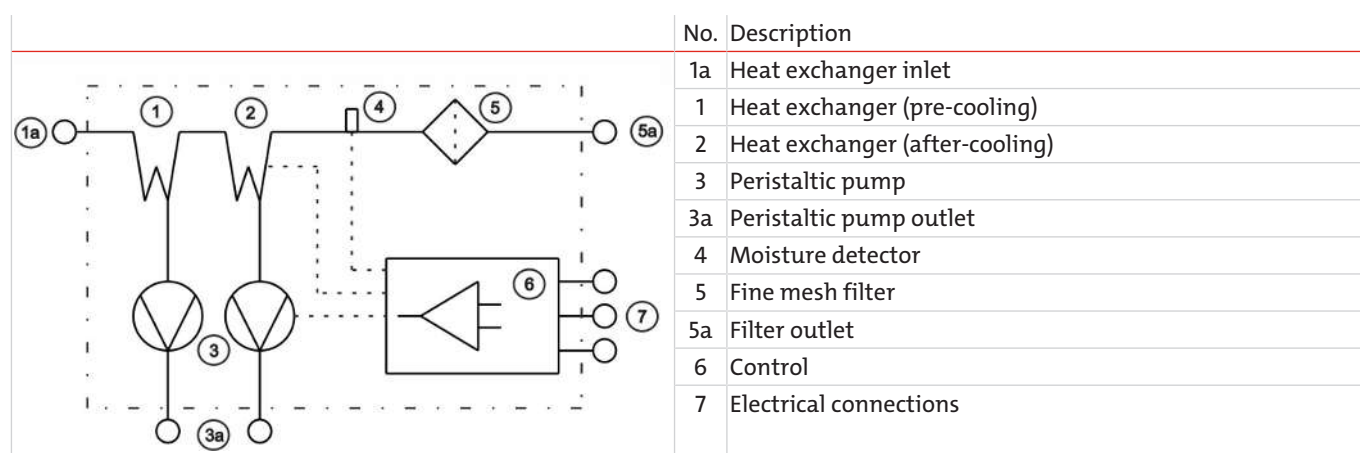 No. Description
1a Heat exchanger inlet
1 Heat exchanger (pre-cooling)
2 Heat exchanger (after-cooling)
3 Peristaltic pump
3a Peristaltic pump outlet
4 Moisture detector
5 Fine mesh filter
5a Filter outlet
6 Control
7 Electrical connections
1 2 4 5
1a 5a
6
7
3
3a